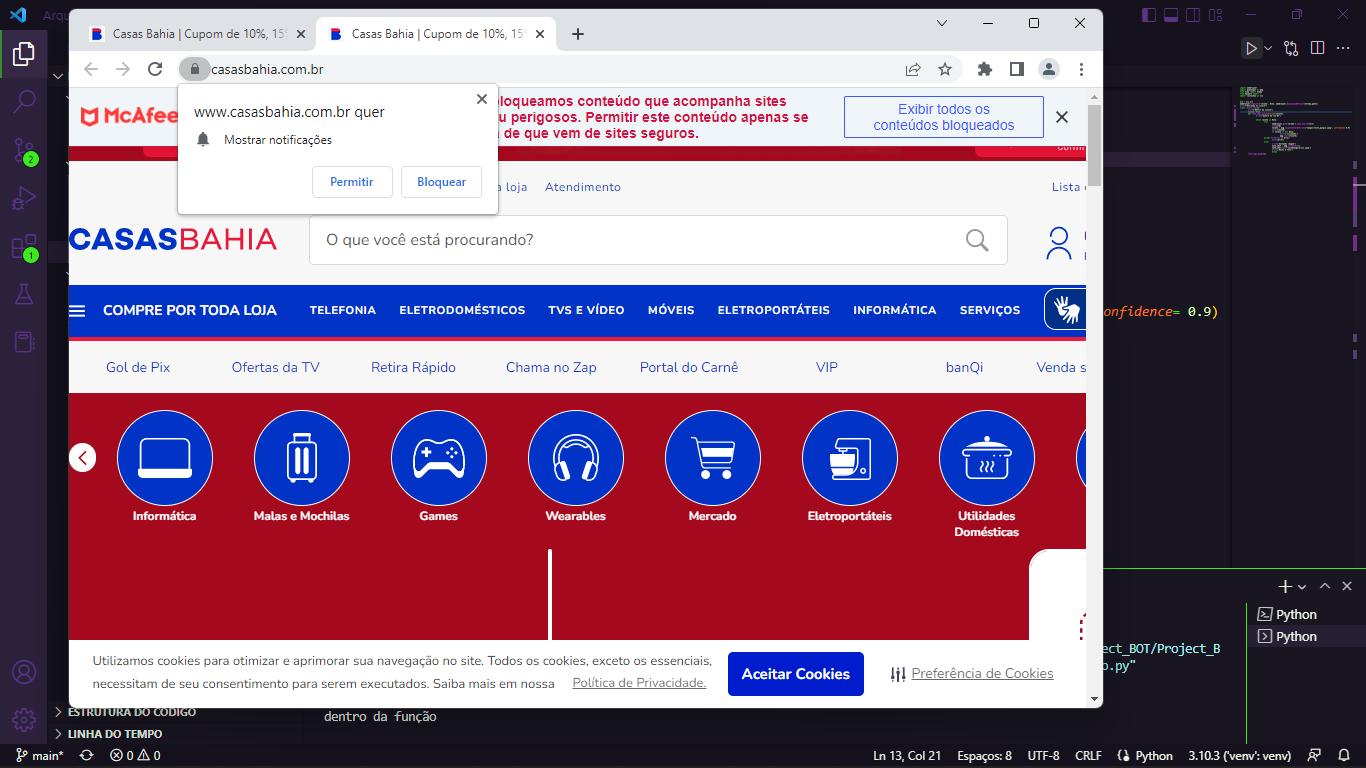 Arqu
Casas Bahia | Cupom de 10%, 15
Casas Bahia | Cupom de 10%, 15
casasbahia.com.br
McAfee
loqueamos conteúdo que acompanha sites
u perigosos. Permitir este conteúdo apenas se
de que vem de sites seguros.
Exibir todos os
conteúdos bloqueados
www.casasbahia.com.br quer
Mostrar notificações
Permitir
Bloquear
a loja
Atendimento
Lista
CASASBAHIA
O que você está procurando?
COMPRE POR TODA LOJA
TELEFONIA
ELETRODOMÉSTICOS
TVS E VÍDEO
MÓVEIS
ELETROPORTÁTEIS
INFORMÁTICA
SERVIÇOS
onfidence= 0.9)
Gol de Pix
Ofertas da TV
Retira Rápido
Chama no Zap
Portal do Carnê
VIP
banQi
Venda s
Informática
Malas e Mochilas
Games
Wearables
Mercado
Eletroportáteis
Utilidades
Domésticas
Utilizamos cookies para otimizar e aprimorar sua navegação no site. Todos os cookies, exceto os essenciais,
necessitam de seu consentimento para serem executados. Saiba mais em nossa Política de Privacidade.
Aceitar Cookies
Preferência de Cookies
Python
Python
ect_BOT/Project_B
o.py"
2
1
ESTRUTURA DO CÓDIGO
dentro da função
LINHA DO TEMPO
main*
0
0
Ln 13, Col 21
Espaços: 8
UTF-8
CRLF
Python
3.10.3 ('venv': venv)